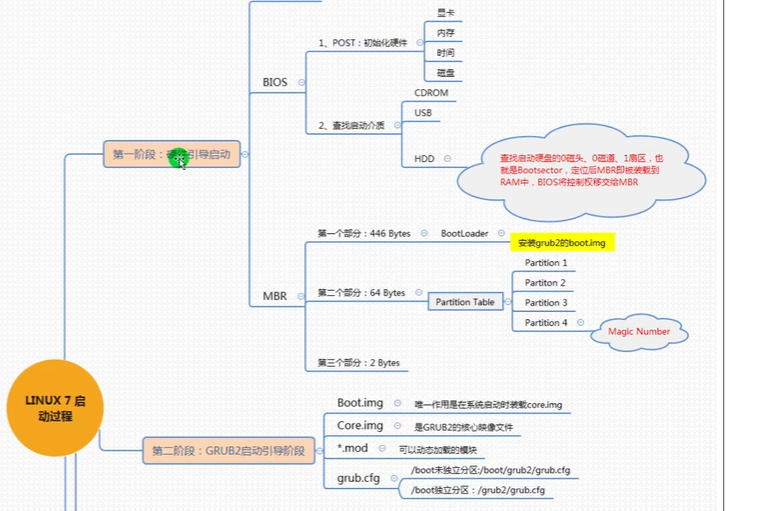 显卡
1、POST：初始化硬件
内存
时间
BIOS
磁盘
CDROM
USB
2、查找启动介质
HDD
查找启动硬盘的0磁头、0磁道、1扇区，也
就是Bootsector，定位后MBR即被装载到
RAM中，BIOS将控制权移交给MBR
第一阶段：引导启动
第一个部分：446 Bytes
BootLoader
安装grub2的boot.img
MBR
第二个部分：64 Bytes
Partition Table
Partition 1
Partiton 2
Partition 3
Partition 4
Magic Number
第三个部分：2 Bytes
LINUX 7 启
动过程
第二阶段：GRUB2启动引导阶段
Boot.img
唯一作用是在系统启动时装载core.img
Core.img
是GRUB2的核心映像文件
*.mod
可以动态加载的模块
grub.cfg
/boot未独立分区:/boot/grub2/grub.cfg
/boot独立分区：/grub2/grub.cfg